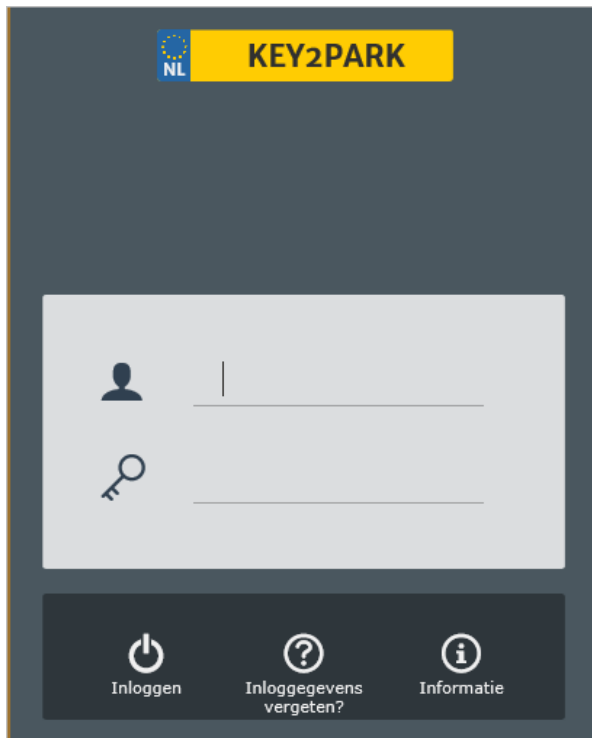 NL
KEY2PARK
Inloggen
Inloggegevens
vergeten?
Informatie